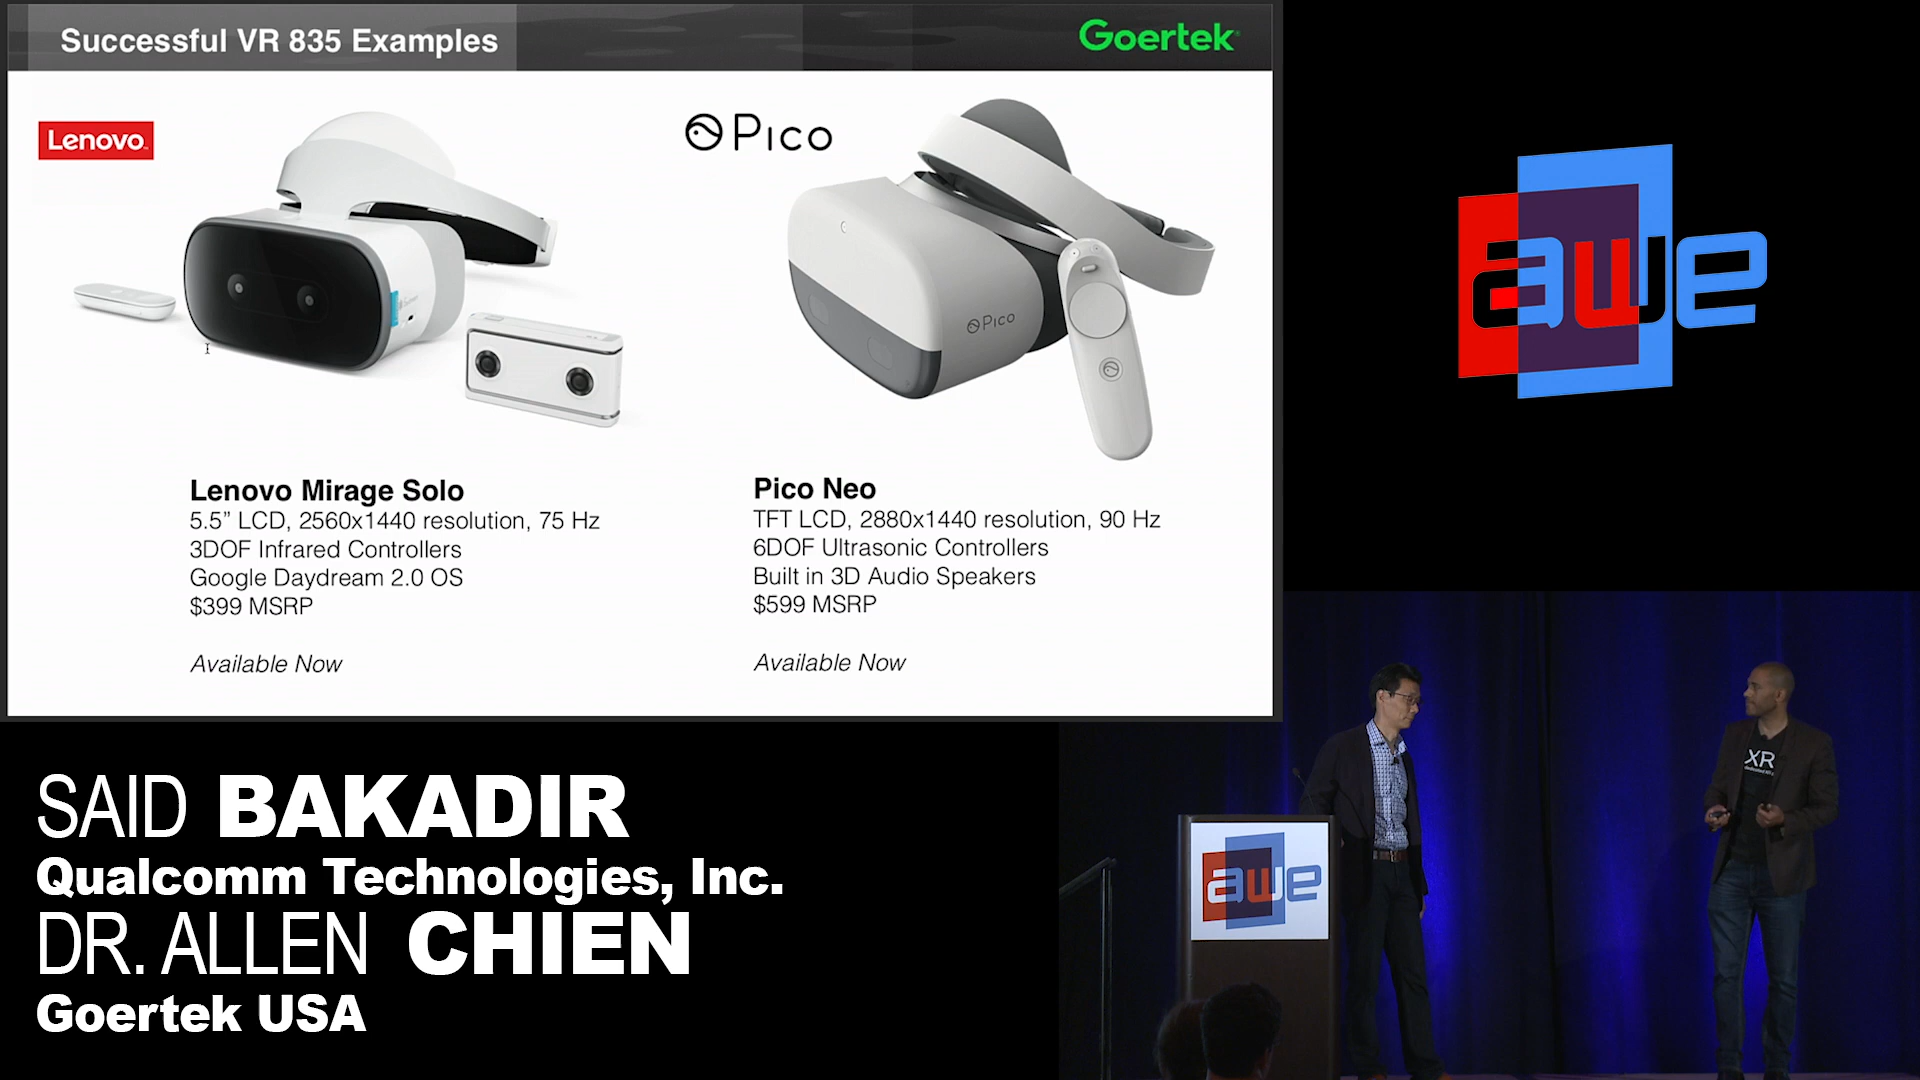 Successful VR 835 Examples
Goertek
Lenovo
Pico
Pico
Lenovo Mirage Solo
5.5” LCD, 2560x1440 resolution, 75 Hz
3DOF Infrared Controllers
Google Daydream 2.0 OS
$399 MSRP
Available Now
Pico Neo
TFT LCD, 2880x1440 resolution, 90 Hz
6DOF Ultrasonic Controllers
Built in 3D Audio Speakers
$599 MSRP
Available Now
awe
XR
awe
SAID BAKADIR
Qualcomm Technologies, Inc.
DR. ALLEN CHIEN
Goertek USA